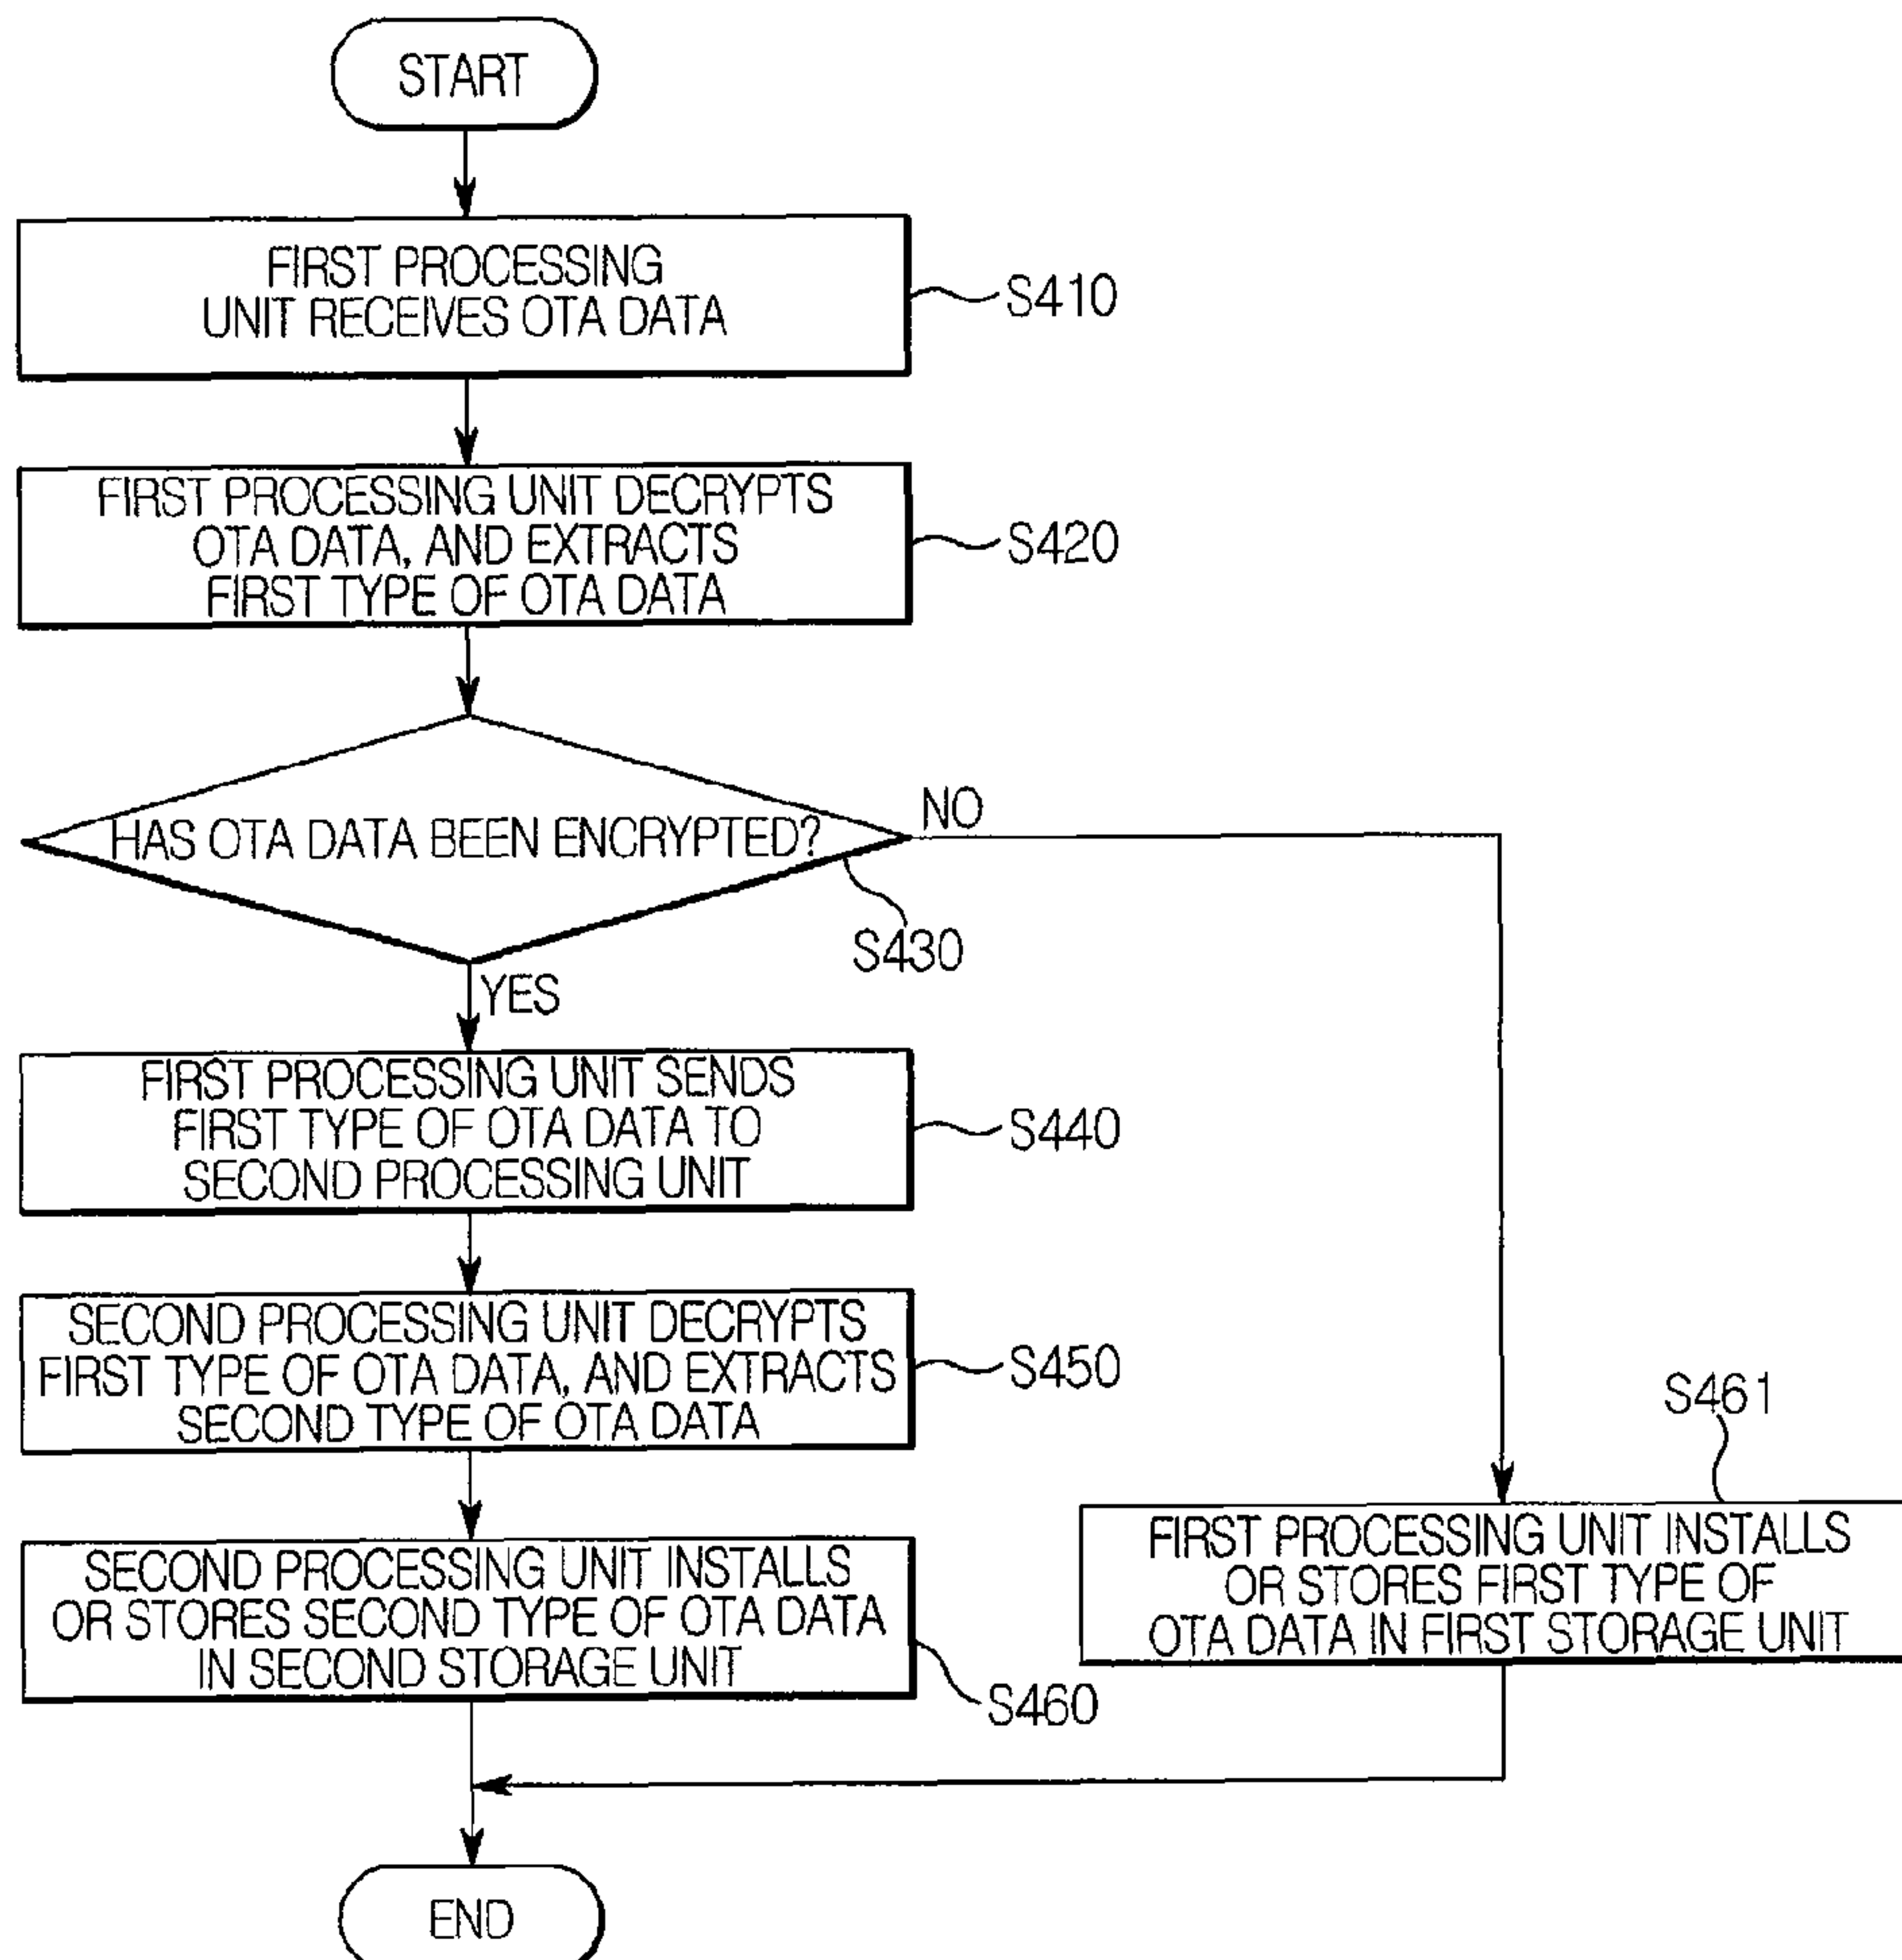 START
FIRST PROCESSING
UNIT RECEIVES OTA DATA
S410
FIRST PROCESSING UNIT DECRYPTS
OTA DATA, AND EXTRACTS
FIRST TYPE OF OTA DATA
S420
HAS OTA DATA BEEN ENCRYPTED?
NO
S430
YES
FIRST PROCESSING UNIT SENDS
FIRST TYPE OF OTA DATA TO
SECOND PROCESSING UNIT
S440
SECOND PROCESSING UNIT DECRYPTS
FIRST TYPE OF OTA DATA, AND EXTRACTS
SECOND TYPE OF OTA DATA
S450
S461
SECOND PROCESSING UNIT INSTALLS
OR STORES SECOND TYPE OF OTA DATA
IN SECOND STORAGE UNIT
S460
FIRST PROCESSING UNIT INSTALLS
OR STORES FIRST TYPE OF
OTA DATA IN FIRST STORAGE UNIT
END